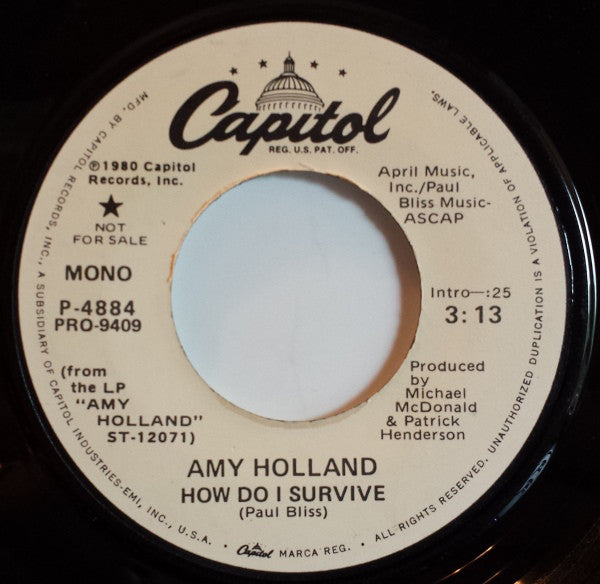 Capitol
REG. U.S. PAT. OFF.
℗1980 Capitol
Records, Inc.
NOT
FOR SALE
MONO
P-4884
PRO-9409
(from
the LP
"AMY
HOLLAND"
ST-12071)
April Music,
Inc./Paul
Bliss Music-
ASCAP
Intro—:25
3:13
Produced
by
Michael
McDonald
& Patrick
Henderson
AMY HOLLAND
HOW DO I SURVIVE
(Paul Bliss)
MFD. BY CAPITOL RECORDS, INC., A SUBSIDIARY OF CAPITOL INDUSTRIES-EMI, INC., U.S.A. • Capitol MARCA REG. • ALL RIGHTS RESERVED. UNAUTHORIZED DUPLICATION IS A VIOLATION OF APPLICABLE LAWS.